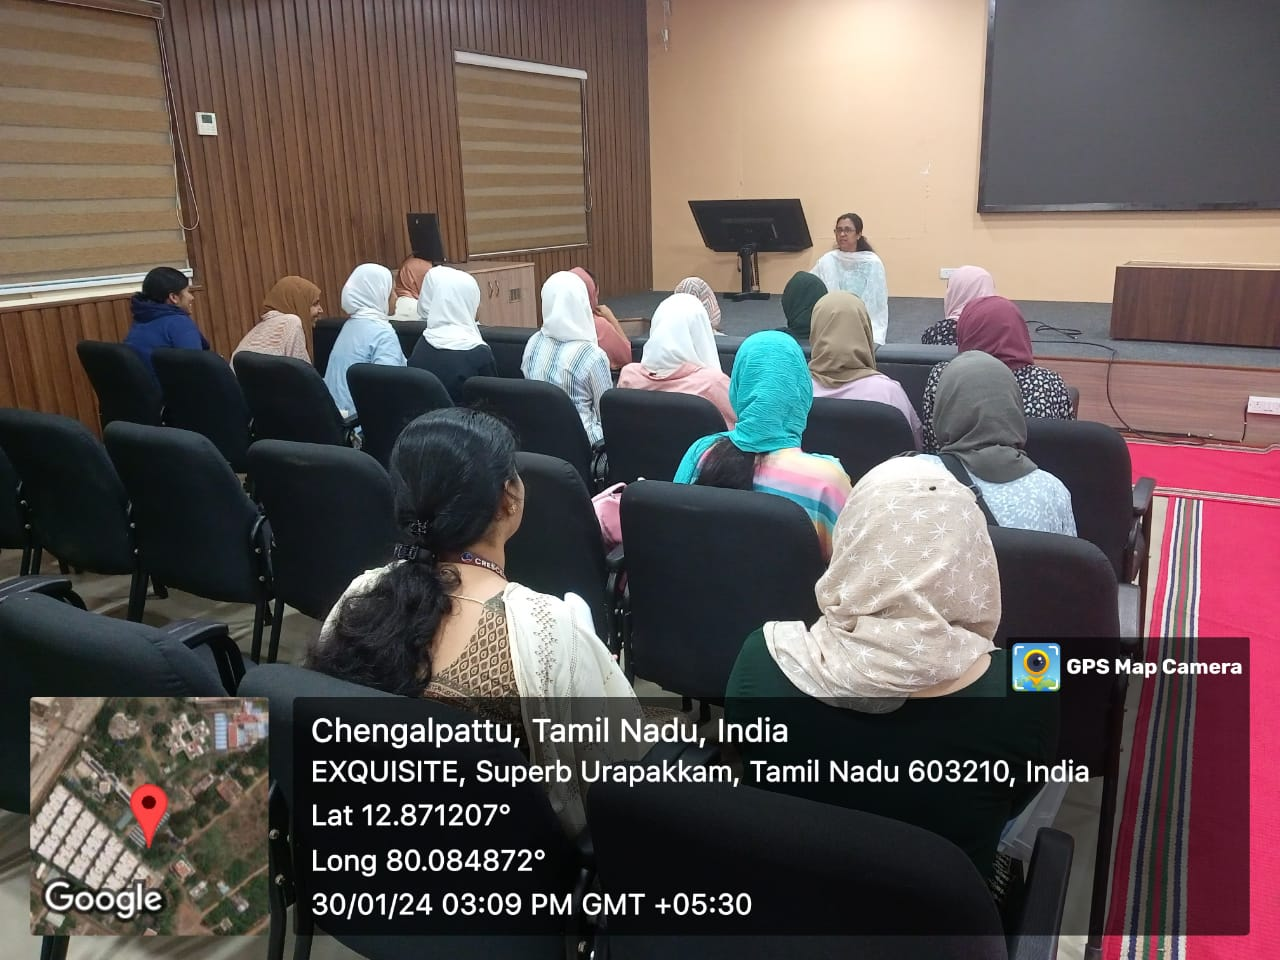 CRESC
GPS Map Camera
Chengalpattu, Tamil Nadu, India
EXQUISITE, Superb Urapakkam, Tamil Nadu 603210, India
Lat 12.871207°
Long 80.084872°
30/01/24 03:09 PM GMT +05:30
Google